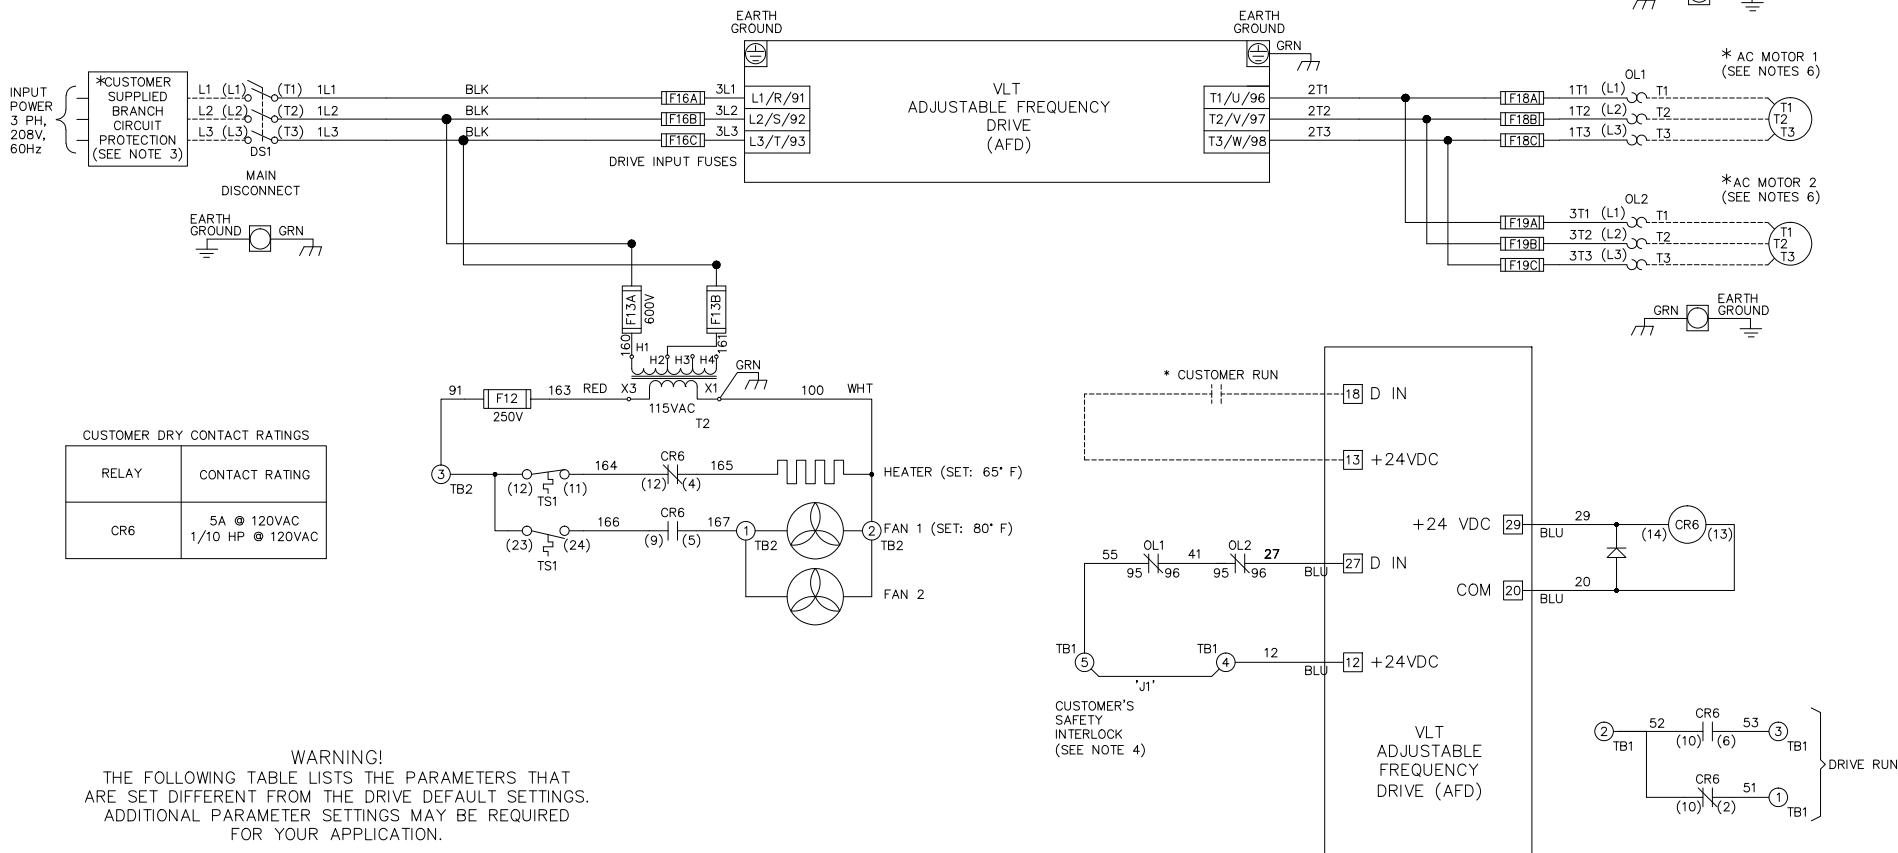 EARTH
GROUND
EARTH
GROUND
GRN
* AC MOTOR 1
(SEE NOTES 6)
INPUT
POWER
3 PH,
208V,
60Hz
*CUSTOMER
SUPPLIED
BRANCH
CIRCUIT
PROTECTION
(SEE NOTE 3)
L1 (L1) (T1) 1L1 BLK F16A 3L1 L1/R/91
L2 (L2) (T2) 1L2 BLK F16B 3L2 L2/S/92
L3 (L3) (T3) 1L3 BLK F16C 3L3 L3/T/93
DS1
MAIN
DISCONNECT
DRIVE INPUT FUSES
VLT
ADJUSTABLE FREQUENCY
DRIVE
(AFD)
OL1
T1/U/96 2T1 F18A 1T1 (L1) T1 T1
T2/V/97 2T2 F18B 1T2 (L2) T2 T2
T3/W/98 2T3 F18C 1T3 (L3) T3 T3
*AC MOTOR 2
(SEE NOTES 6)
OL2
F19A 3T1 (L1) T1 T1
F19B 3T2 (L2) T2 T2
F19C 3T3 (L3) T3 T3
EARTH
GROUND GRN
GRN EARTH
GROUND
F13A 600V F13B
160 161
H1 H2 H3 H4
GRN
91 F12 163 RED X3 X1 100 WHT
250V
115VAC
T2
CUSTOMER DRY CONTACT RATINGS
RELAY CONTACT RATING
CR6 5A @ 120VAC
1/10 HP @ 120VAC
3 TB2
(12) (11) 164 CR6 165 HEATER (SET: 65° F)
TS1 (12) (4)
(23) (24) 166 CR6 167 1 2 FAN 1 (SET: 80° F)
TS1 (9) (5) TB2 TB2
FAN 2
* CUSTOMER RUN
18 D IN
13 +24VDC
+24 VDC 29 29 BLU CR6
(14) (13)
55 OL1 41 OL2 27 BLU 27 D IN
95 96 95 96
COM 20 20 BLU
TB1 5 TB1 4 12 BLU 12 +24VDC
'J1'
CUSTOMER'S
SAFETY
INTERLOCK
(SEE NOTE 4)
VLT
ADJUSTABLE
FREQUENCY
DRIVE (AFD)
2 TB1 52 CR6 53 3 TB1
(10) (6)
DRIVE RUN
CR6 51 1 TB1
(10) (2)
WARNING!
THE FOLLOWING TABLE LISTS THE PARAMETERS THAT
ARE SET DIFFERENT FROM THE DRIVE DEFAULT SETTINGS.
ADDITIONAL PARAMETER SETTINGS MAY BE REQUIRED
FOR YOUR APPLICATION.